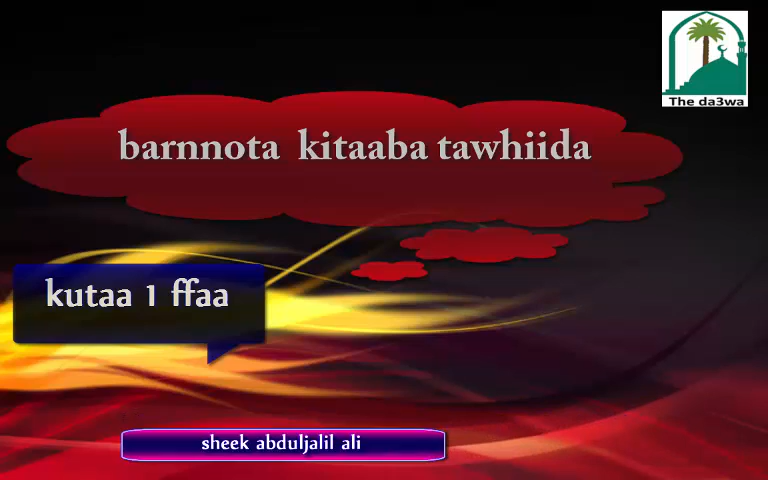 The da3wa
barnnota kitaaba tawhiida
kutaa 1 ffaa
sheek abduljalil ali